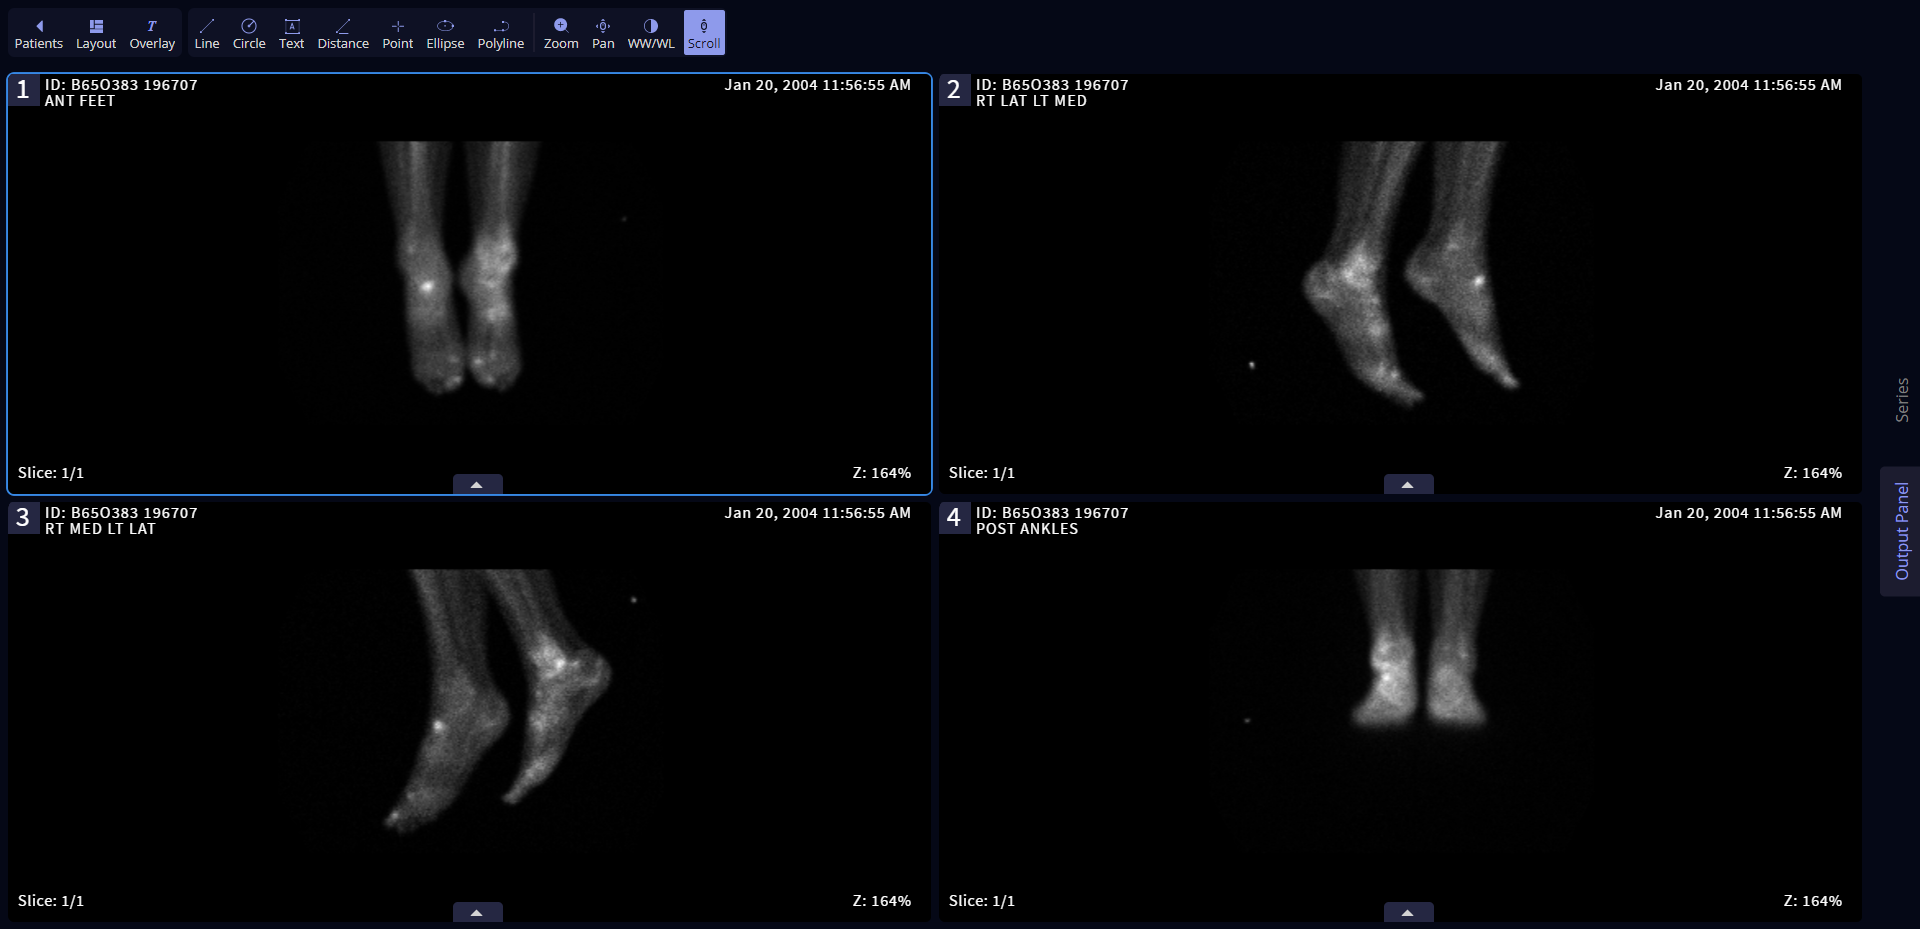 Patients Layout Overlay Line Circle Text Distance Point Ellipse Polyline Zoom Pan WW/WL Scroll
1 ID: B65O383 196707 Jan 20, 2004 11:56:55 AM
ANT FEET
Slice: 1/1 Z: 164%
2 ID: B65O383 196707 Jan 20, 2004 11:56:55 AM
RT LAT LT MED
Slice: 1/1 Z: 164%
3 ID: B65O383 196707 Jan 20, 2004 11:56:55 AM
RT MED LT LAT
Slice: 1/1 Z: 164%
4 ID: B65O383 196707 Jan 20, 2004 11:56:55 AM
POST ANKLES
Slice: 1/1 Z: 164%
Series
Output Panel